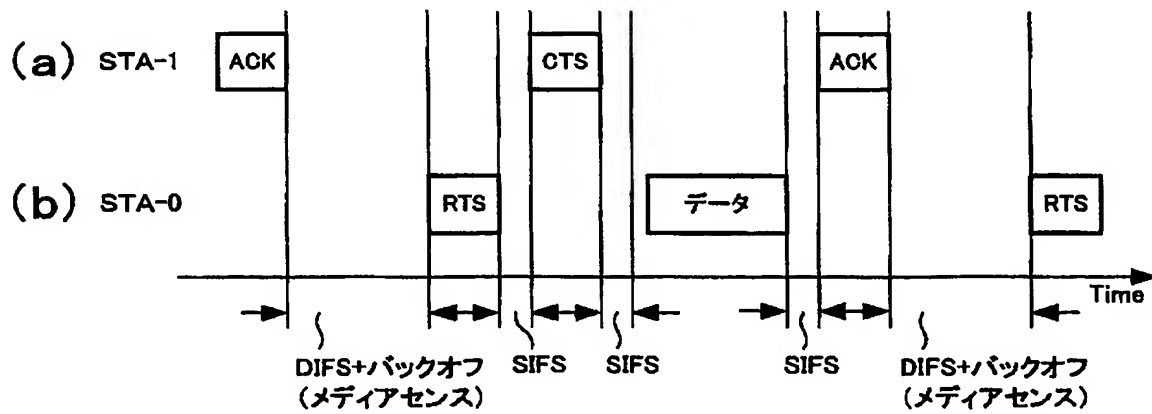 (a) STA-1 ACK CTS ACK
(b) STA-0 RTS データ RTS
Time
SIFS SIFS SIFS
DIFS+バックオフ DIFS+バックオフ
(メディアセンス) (メディアセンス)